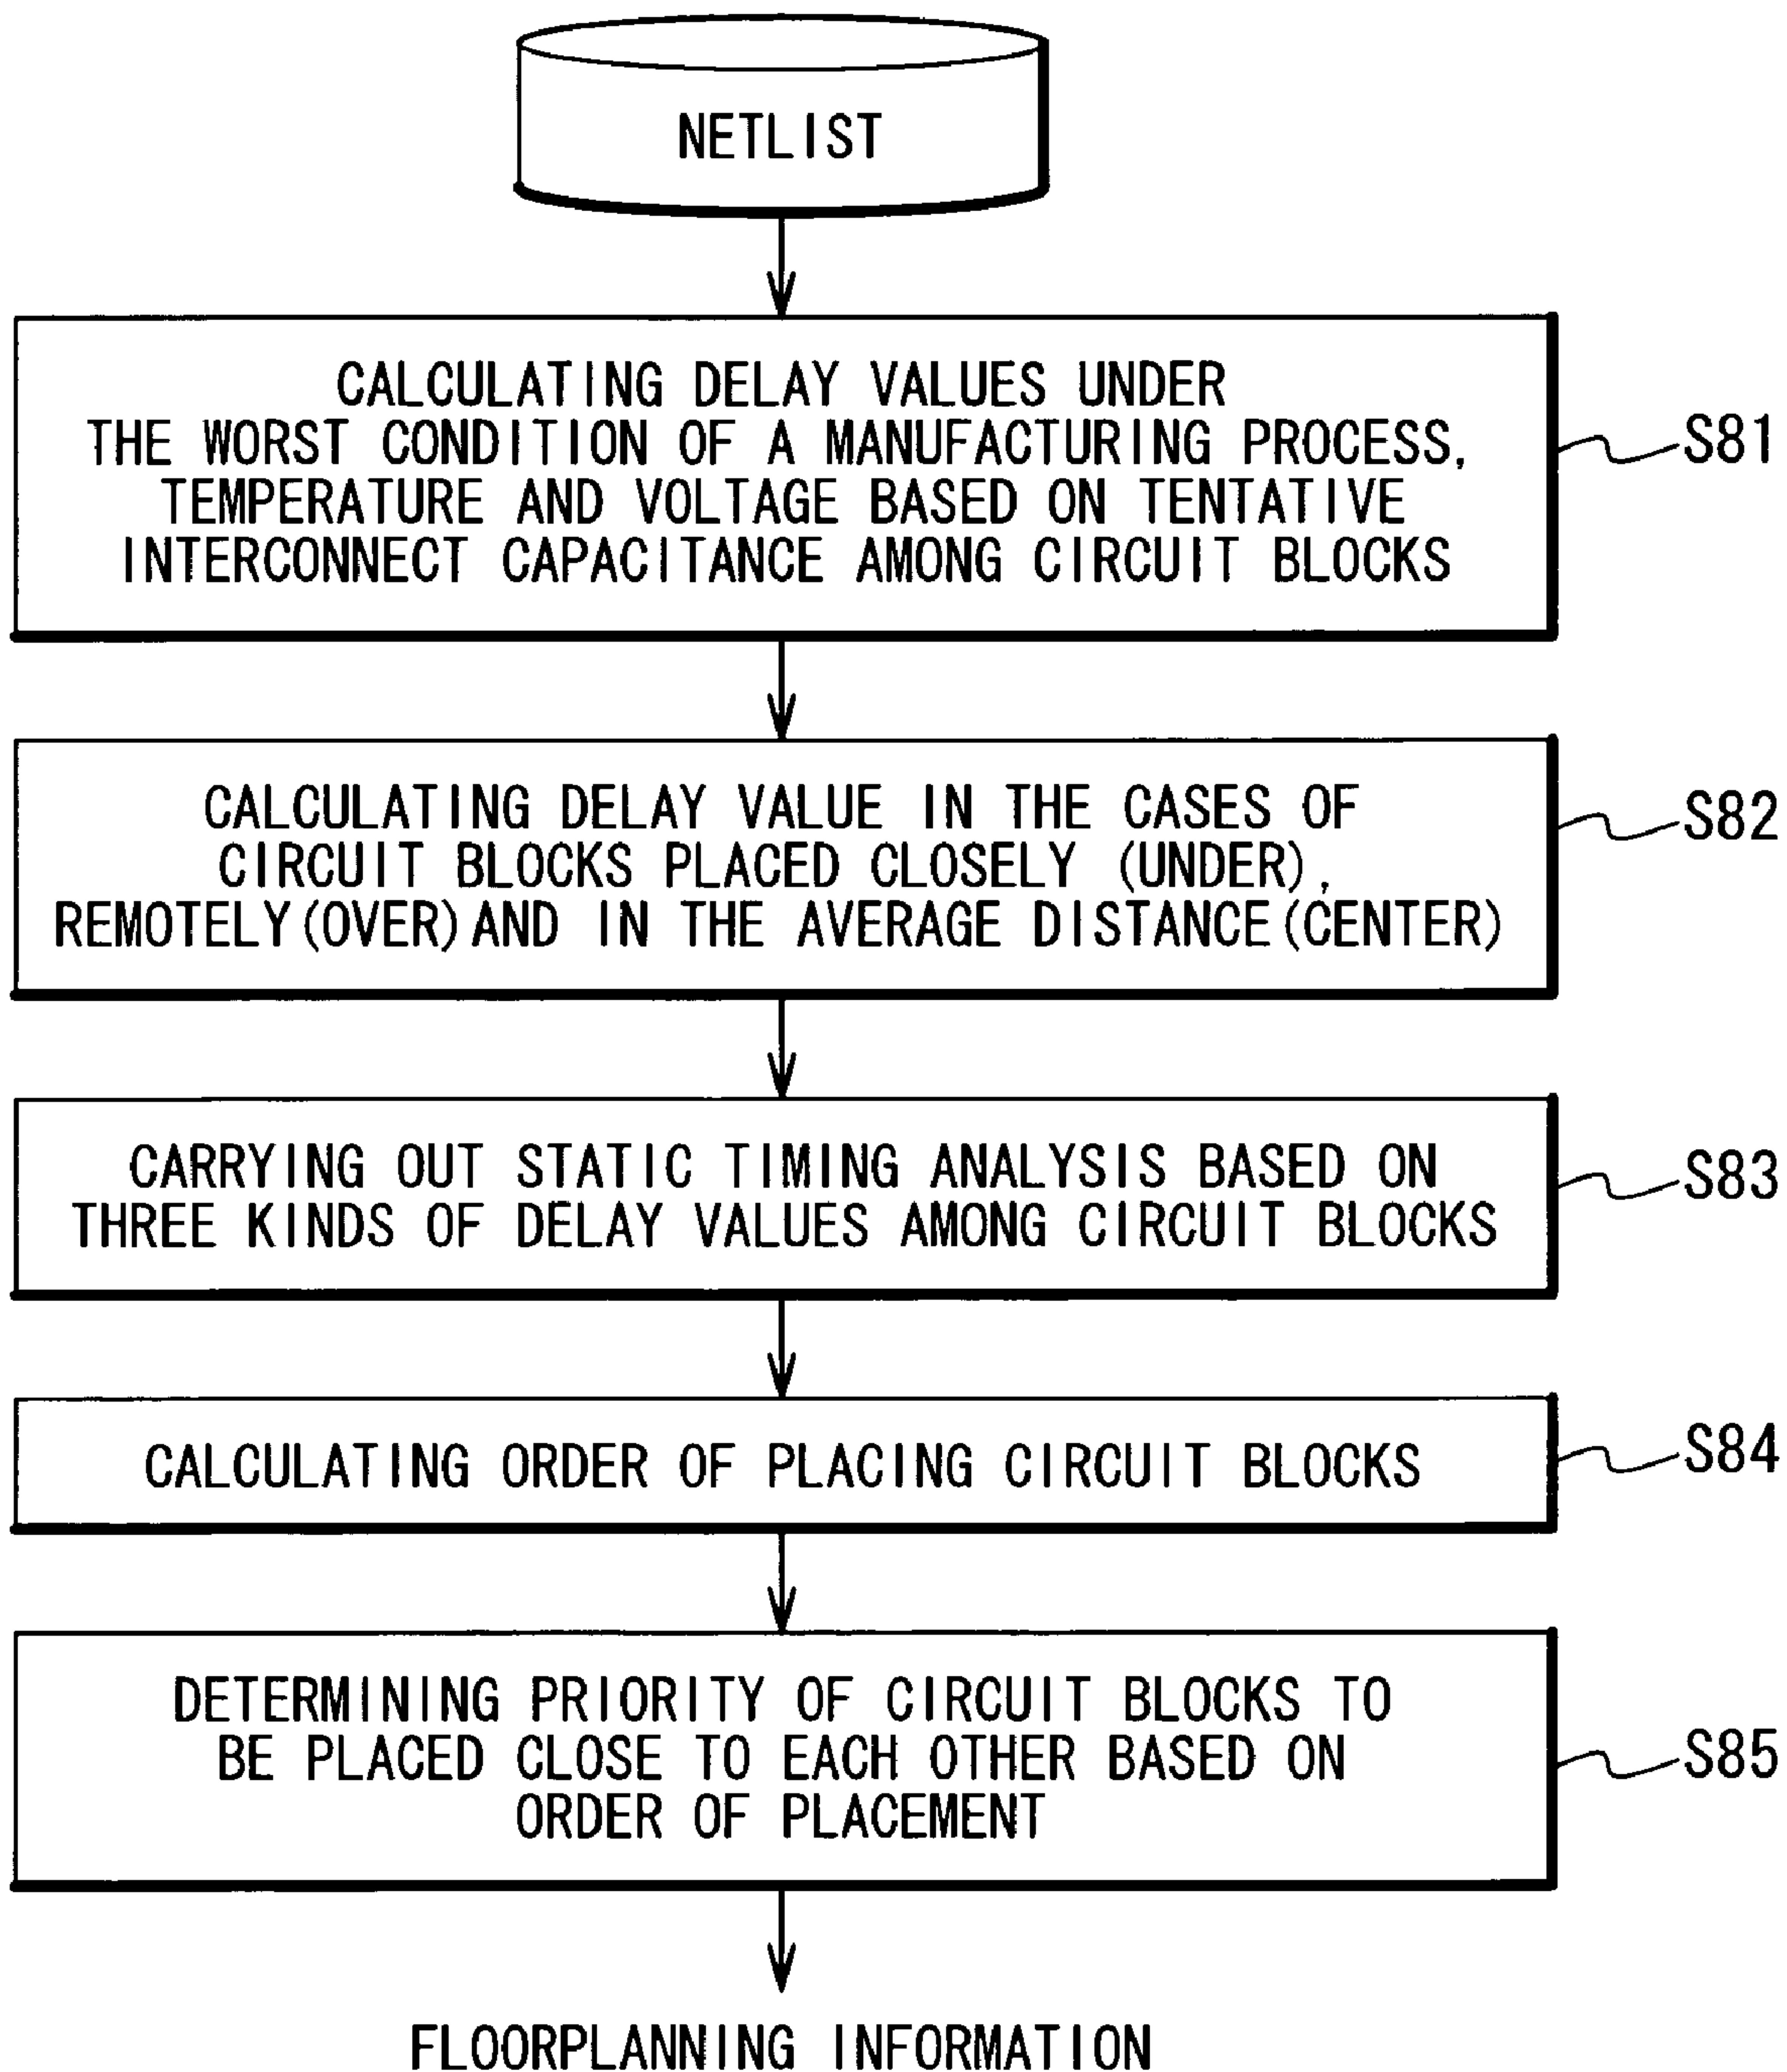 NETLIST
CALCULATING DELAY VALUES UNDER
THE WORST CONDITION OF A MANUFACTURING PROCESS,
TEMPERATURE AND VOLTAGE BASED ON TENTATIVE
INTERCONNECT CAPACITANCE AMONG CIRCUIT BLOCKS
S81
CALCULATING DELAY VALUE IN THE CASES OF
CIRCUIT BLOCKS PLACED CLOSELY (UNDER),
REMOTELY(OVER)AND IN THE AVERAGE DISTANCE(CENTER)
S82
CARRYING OUT STATIC TIMING ANALYSIS BASED ON
THREE KINDS OF DELAY VALUES AMONG CIRCUIT BLOCKS
S83
CALCULATING ORDER OF PLACING CIRCUIT BLOCKS
S84
DETERMINING PRIORITY OF CIRCUIT BLOCKS TO
BE PLACED CLOSE TO EACH OTHER BASED ON
ORDER OF PLACEMENT
S85
FLOORPLANNING INFORMATION